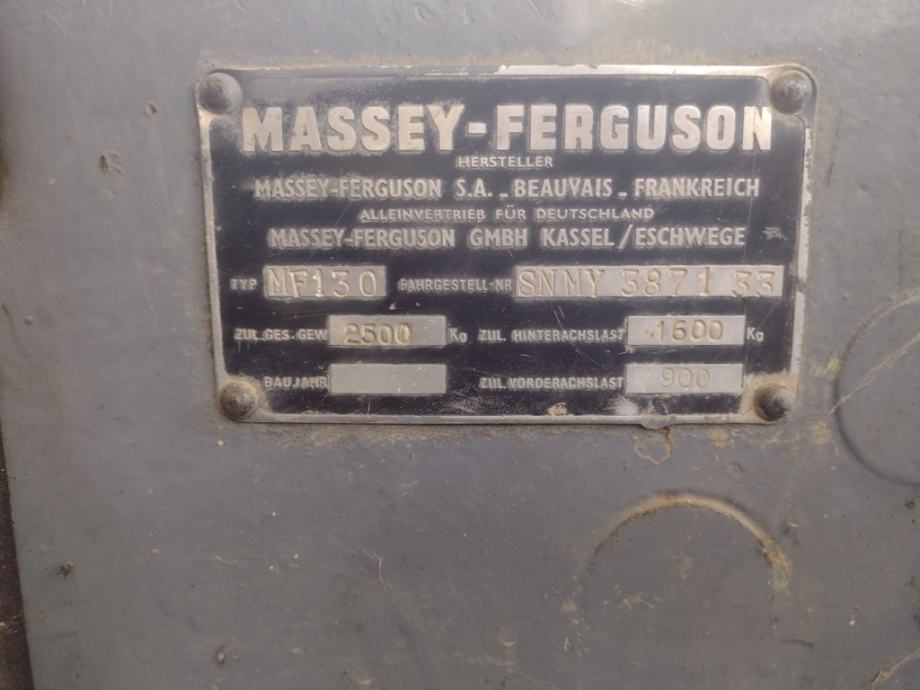 MASSEY-FERGUSON
HERSTELLER
MASSEY-FERGUSON S.A. - BEAUVAIS - FRANKREICH
ALLEINVERTRIEB FÜR DEUTSCHLAND
MASSEY-FERGUSON GMBH KASSEL/ESCHWEGE
TYP MF130 FAHRGESTELL-NR SNMY 3871 33
ZUL. GES. GEW 2500 Kg ZUL. HINTERACHSLAST 1600 Kg
BAUJAHR ZUL. VORDERACHSLAST 900 Kg